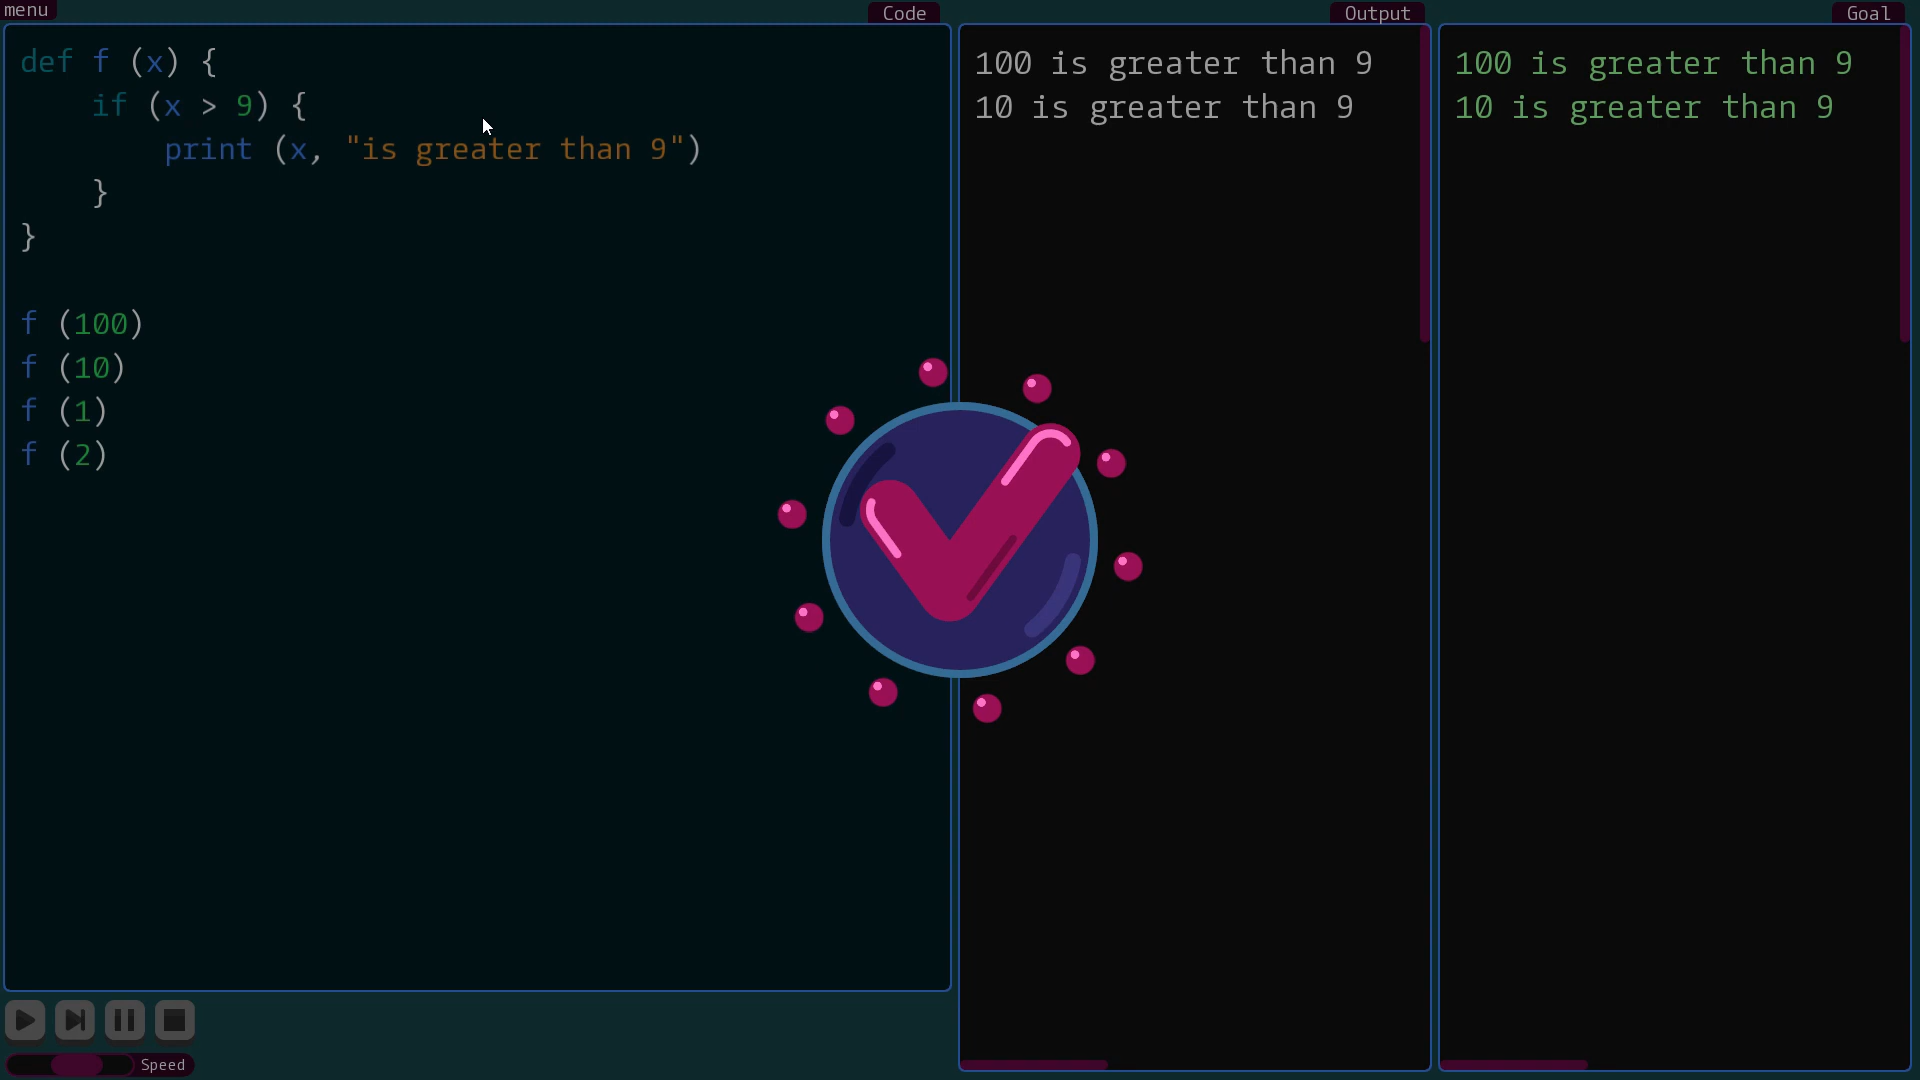 menu
Code
def f (x) {
    if (x > 9) {
        print (x, "is greater than 9")
    }
}
f (100)
f (10)
f (1)
f (2)
Speed
Output
100 is greater than 9
10 is greater than 9
Goal
100 is greater than 9
10 is greater than 9